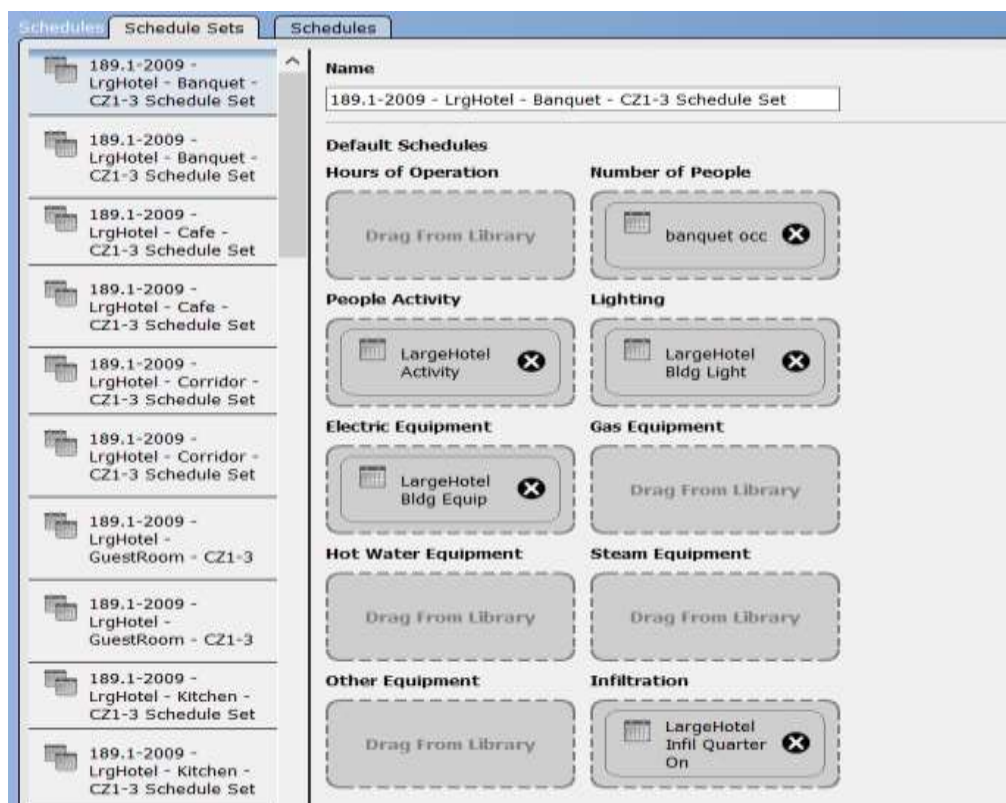 Schedules
Schedule Sets
Schedules
189.1-2009 -
LrgHotel - Banquet -
CZ1-3 Schedule Set
189.1-2009 -
LrgHotel - Banquet -
CZ1-3 Schedule Set
189.1-2009 -
LrgHotel - Cafe -
CZ1-3 Schedule Set
189.1-2009 -
LrgHotel - Cafe -
CZ1-3 Schedule Set
189.1-2009 -
LrgHotel - Corridor -
CZ1-3 Schedule Set
189.1-2009 -
LrgHotel - Corridor -
CZ1-3 Schedule Set
189.1-2009 -
LrgHotel -
GuestRoom - CZ1-3
189.1-2009 -
LrgHotel -
GuestRoom - CZ1-3
189.1-2009 -
LrgHotel - Kitchen -
CZ1-3 Schedule Set
189.1-2009 -
LrgHotel - Kitchen -
CZ1-3 Schedule Set
Name
189.1-2009 - LrgHotel - Banquet - CZ1-3 Schedule Set
Default Schedules
Hours of Operation
Drag From Library
Number of People
banquet occ
People Activity
LargeHotel
Activity
Lighting
LargeHotel
Bldg Light
Electric Equipment
LargeHotel
Bldg Equip
Gas Equipment
Drag From Library
Hot Water Equipment
Drag From Library
Steam Equipment
Drag From Library
Other Equipment
Drag From Library
Infiltration
LargeHotel
Infil Quarter
On